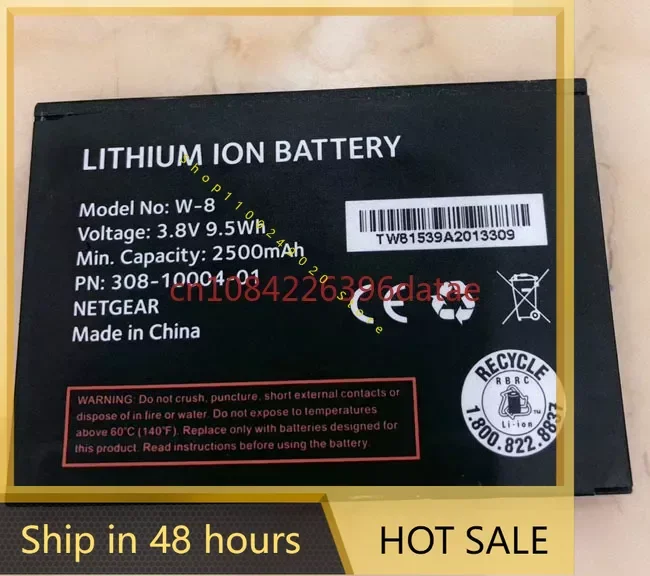 LITHIUM ION BATTERY
Model No: W-8
Voltage: 3.8V 9.5Wh
Min. Capacity: 2500mAh
PN: 308-10004-01
NETGEAR
Made in China
TW81539A2013309
cn1084226396datae
CE
WARNING: Do not crush, puncture, short external contacts or
dispose of in fire or water. Do not expose to temperatures
above 60°C (140°F). Replace only with batteries designed for
this product. Read instructions before using the battery.
RECYCLE
RBRC
TM
Li-ion
1.800.822.8837
Ship in 48 hours
HOT SALE